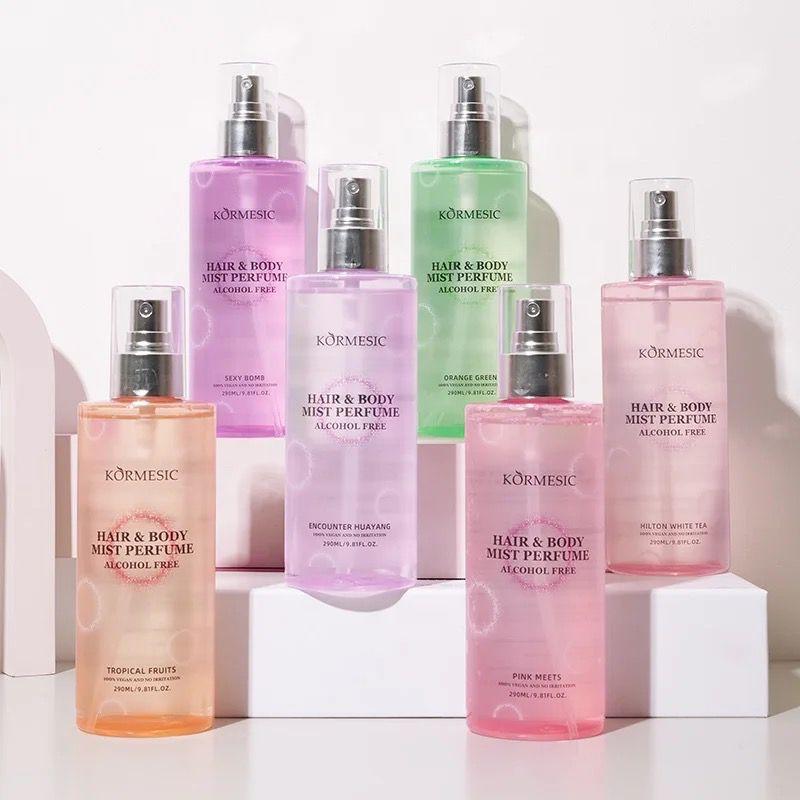 KORMESIC
HAIR & BODY
MIST PERFUME
ALCOHOL FREE
SEXY BOMB
100% VEGAN AND NO IRRITATION
290ML/9.81FL.OZ.
KORMESIC
HAIR & BODY
MIST PERFUME
ALCOHOL FREE
ORANGE GREEN
100% VEGAN AND NO IRRITATION
290ML/9.81FL.OZ.
KORMESIC
HAIR & BODY
MIST PERFUME
ALCOHOL FREE
ENCOUNTER HUAYANG
100% VEGAN AND NO IRRITATION
290ML/9.81FL.OZ.
KORMESIC
HAIR & BODY
MIST PERFUME
ALCOHOL FREE
HILTON WHITE TEA
100% VEGAN AND NO IRRITATION
290ML/9.81FL.OZ.
KORMESIC
HAIR & BODY
MIST PERFUME
ALCOHOL FREE
TROPICAL FRUITS
100% VEGAN AND NO IRRITATION
290ML/9.81FL.OZ.
KORMESIC
HAIR & BODY
MIST PERFUME
ALCOHOL FREE
PINK MEETS
100% VEGAN AND NO IRRITATION
290ML/9.81FL.OZ.